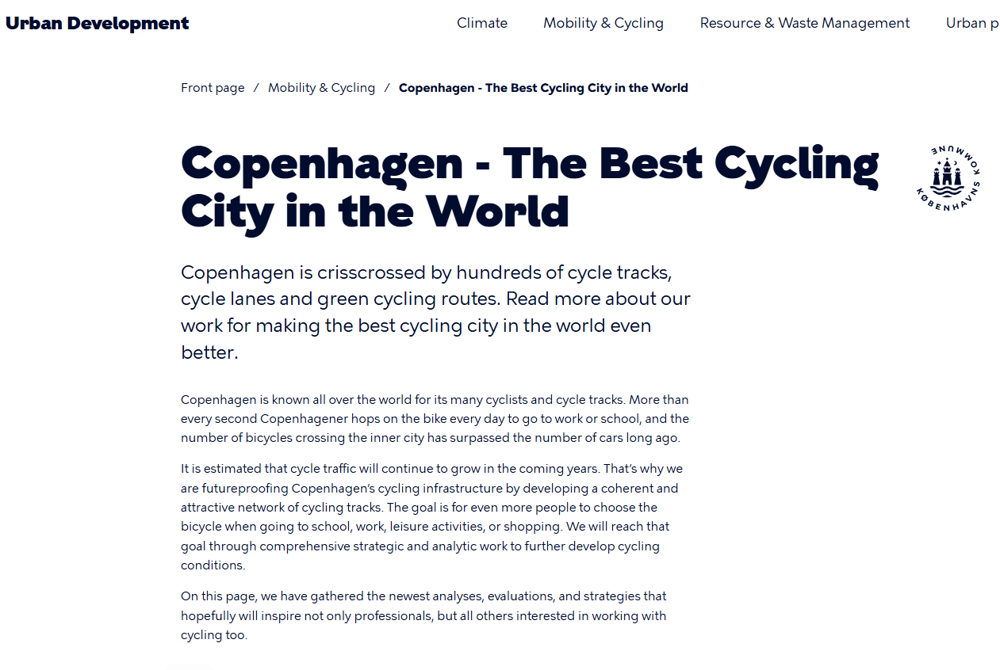 Urban Development
Climate
Mobility & Cycling
Resource & Waste Management
Urban p
Front page / Mobility & Cycling / Copenhagen - The Best Cycling City in the World
Copenhagen - The Best Cycling
City in the World
KØBENHAVNS KOMMUNE
Copenhagen is crisscrossed by hundreds of cycle tracks,
cycle lanes and green cycling routes. Read more about our
work for making the best cycling city in the world even
better.
Copenhagen is known all over the world for its many cyclists and cycle tracks. More than
every second Copenhagener hops on the bike every day to go to work or school, and the
number of bicycles crossing the inner city has surpassed the number of cars long ago.
It is estimated that cycle traffic will continue to grow in the coming years. That’s why we
are futureproofing Copenhagen’s cycling infrastructure by developing a coherent and
attractive network of cycling tracks. The goal is for even more people to choose the
bicycle when going to school, work, leisure activities, or shopping. We will reach that
goal through comprehensive strategic and analytic work to further develop cycling
conditions.
On this page, we have gathered the newest analyses, evaluations, and strategies that
hopefully will inspire not only professionals, but all others interested in working with
cycling too.